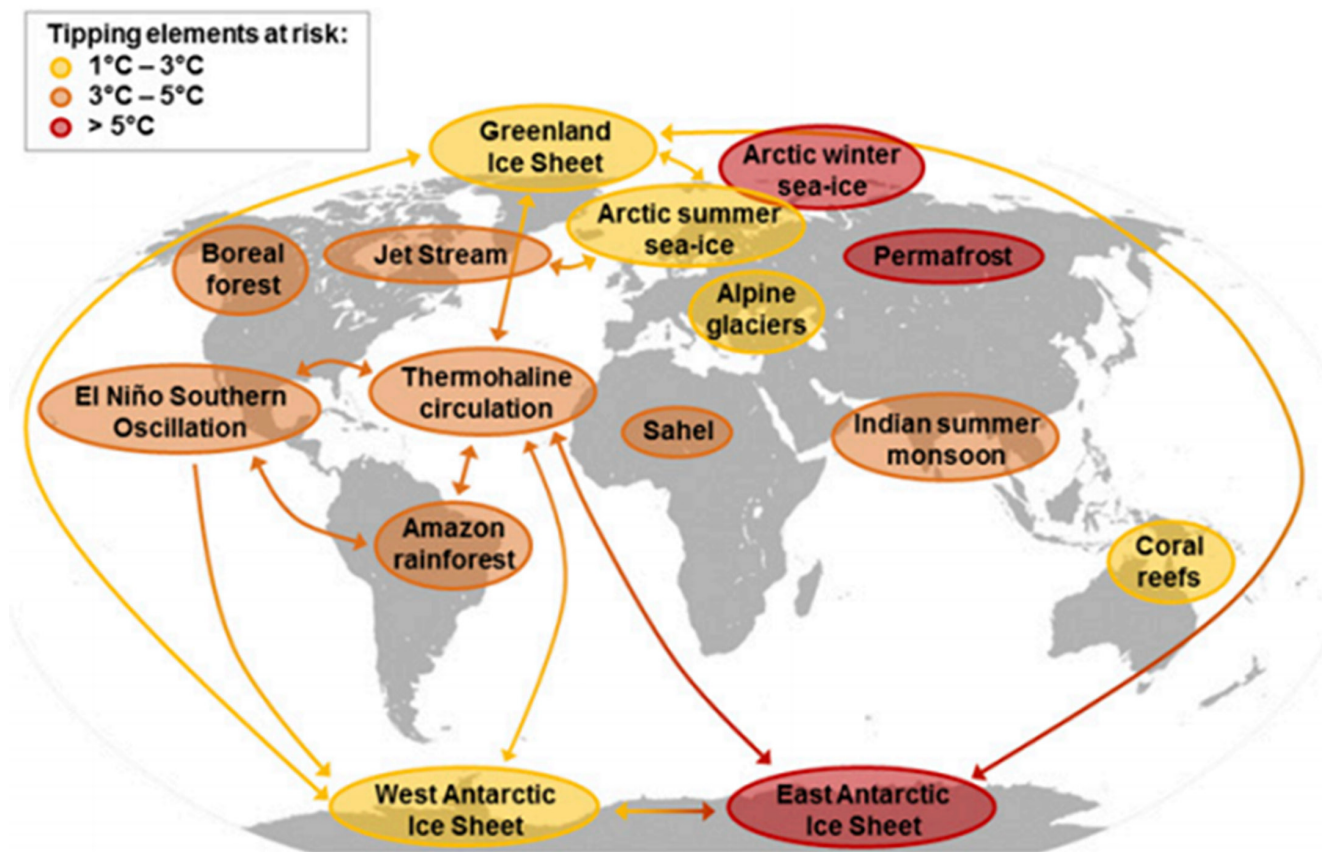 Tipping elements at risk:
1°C – 3°C
3°C – 5°C
> 5°C
Greenland
Ice Sheet
Arctic winter
sea-ice
Arctic summer
sea-ice
Boreal
forest
Jet Stream
Permafrost
Alpine
glaciers
El Niño Southern
Oscillation
Thermohaline
circulation
Sahel
Indian summer
monsoon
Amazon
rainforest
Coral
reefs
West Antarctic
Ice Sheet
East Antarctic
Ice Sheet